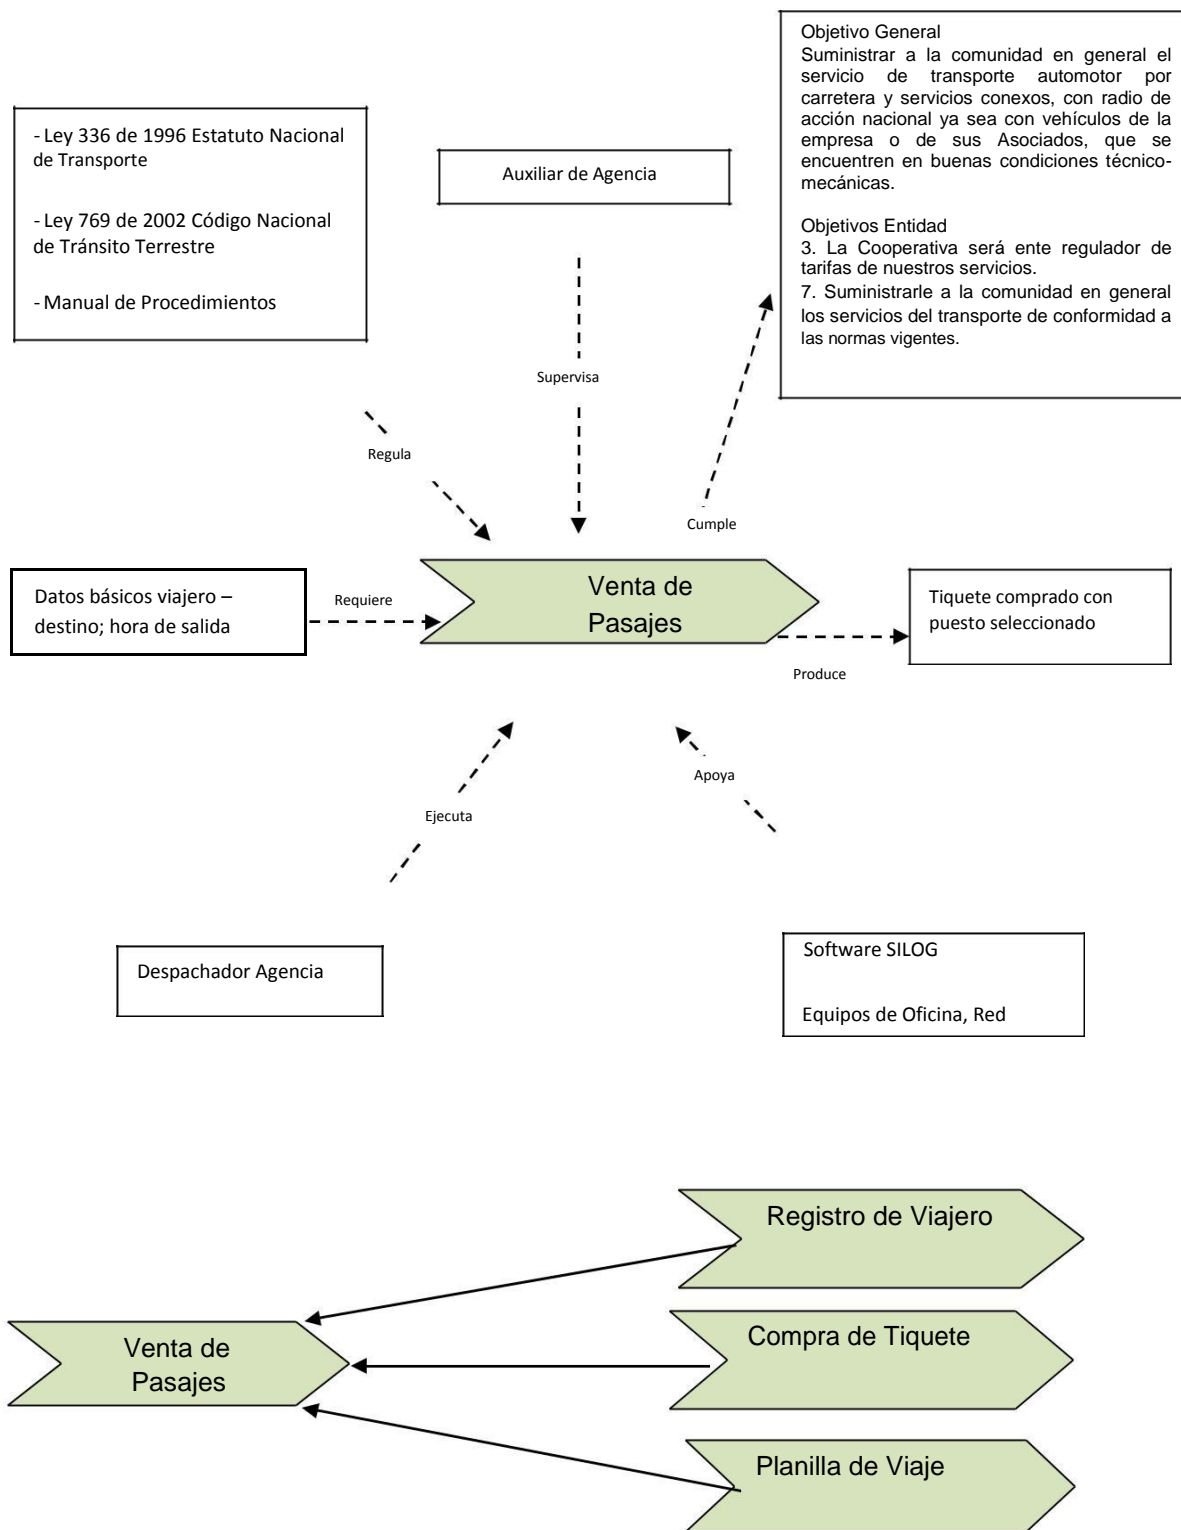 Objetivo General
Suministrar a la comunidad en general el
servicio de transporte automotor por
carretera y servicios conexos, con radio de
acción nacional ya sea con vehículos de la
empresa o de sus Asociados, que se
encuentren en buenas condiciones técnico-
mecánicas.
Objetivos Entidad
3. La Cooperativa será ente regulador de
tarifas de nuestros servicios.
7. Suministrarle a la comunidad en general
los servicios del transporte de conformidad a
las normas vigentes.
- Ley 336 de 1996 Estatuto Nacional
de Transporte
- Ley 769 de 2002 Código Nacional
de Tránsito Terrestre
- Manual de Procedimientos
Auxiliar de Agencia
Supervisa
Regula
Cumple
Datos básicos viajero –
destino; hora de salida
Requiere
Venta de
Pasajes
Tiquete comprado con
puesto seleccionado
Produce
Apoya
Ejecuta
Despachador Agencia
Software SILOG
Equipos de Oficina, Red
Registro de Viajero
Compra de Tiquete
Venta de
Pasajes
Planilla de Viaje